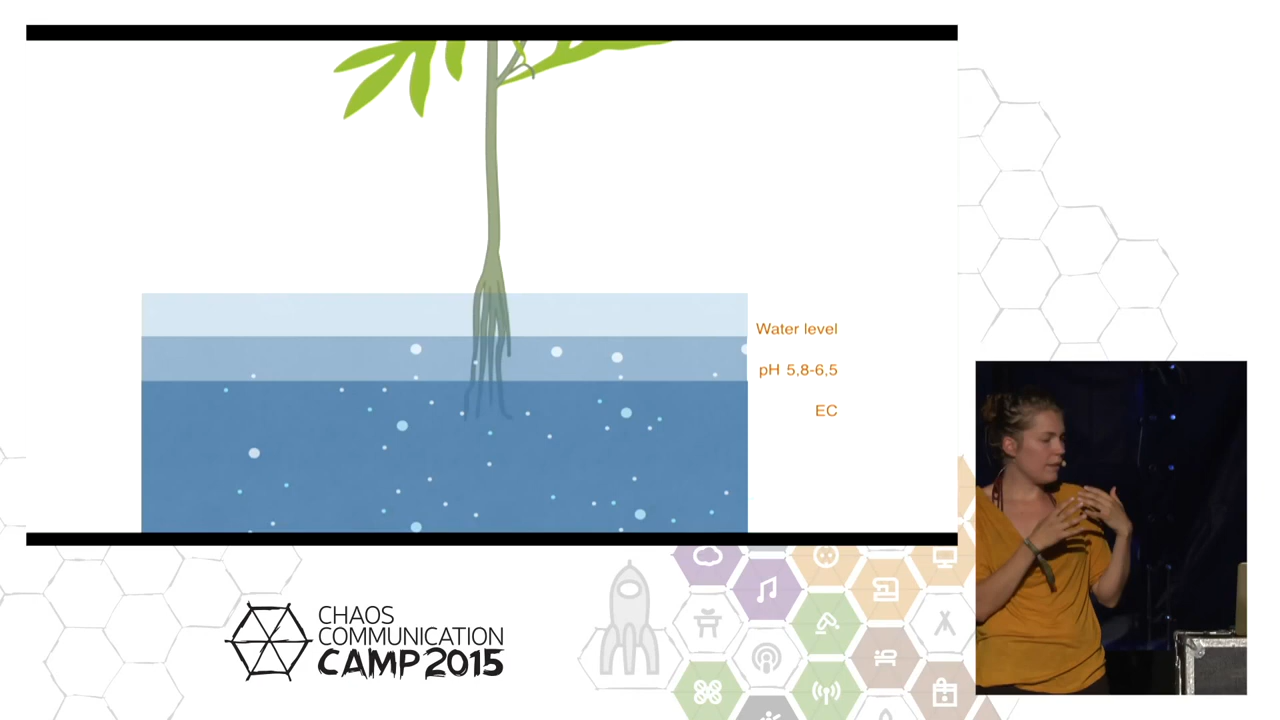 Water level
pH 5,8-6,5
EC
CHAOS
COMMUNICATION
CAMP 2015